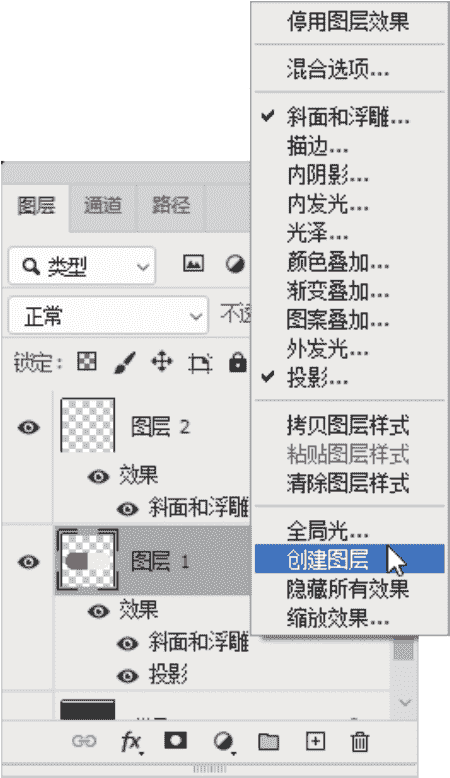 停用图层效果
混合选项...
斜面和浮雕...
描边...
内阴影...
内发光...
光泽...
颜色叠加...
渐变叠加...
图案叠加...
外发光...
投影...
拷贝图层样式
粘贴图层样式
清除图层样式
全局光...
创建图层
隐藏所有效果
缩放效果...
图层 通道 路径
类型
正常 不透
锁定：
图层 2
效果
斜面和浮雕
图层 1
效果
斜面和浮雕
投影
fx